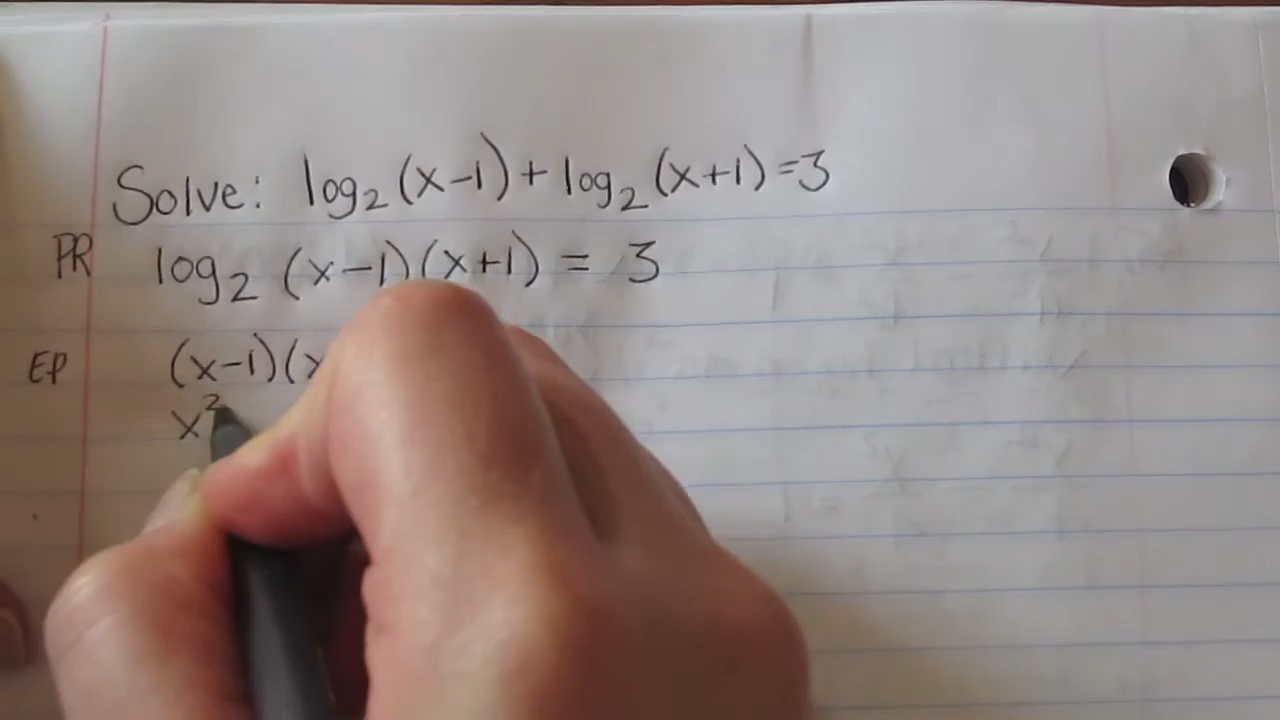 Solve: log₂(x-1)+log₂(x+1)=3
PR log₂ (x-1)(x+1) = 3
EP (x-1)(x
x²